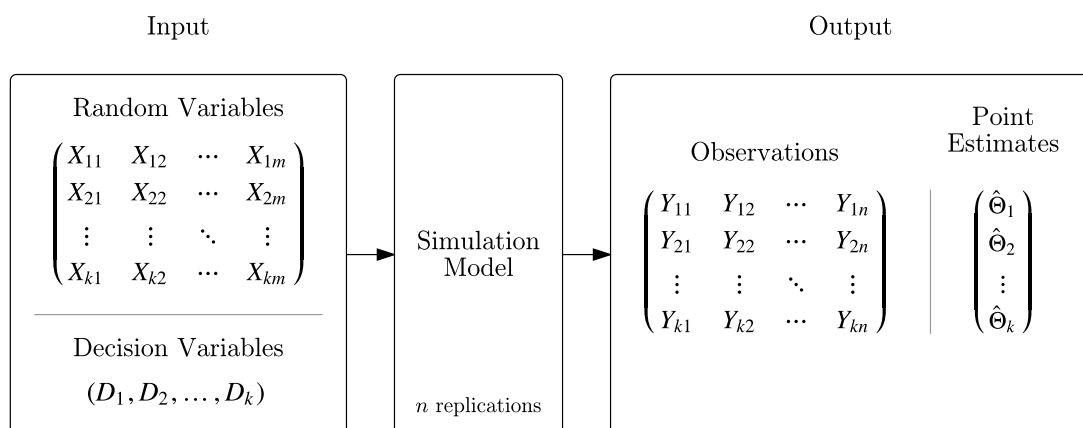 Input
Output
Random Variables
X₁₁ X₁₂ ⋯ X₁ₘ
X₂₁ X₂₂ ⋯ X₂ₘ
⋮ ⋮ ⋱ ⋮
Xₖ₁ Xₖ₂ ⋯ Xₖₘ
Decision Variables
(D₁, D₂, … , Dₖ)
Simulation
Model
n replications
Observations
Y₁₁ Y₁₂ ⋯ Y₁ₙ
Y₂₁ Y₂₂ ⋯ Y₂ₙ
⋮ ⋮ ⋱ ⋮
Yₖ₁ Yₖ₂ ⋯ Yₖₙ
Point
Estimates
Θ̂₁
Θ̂₂
⋮
Θ̂ₖ